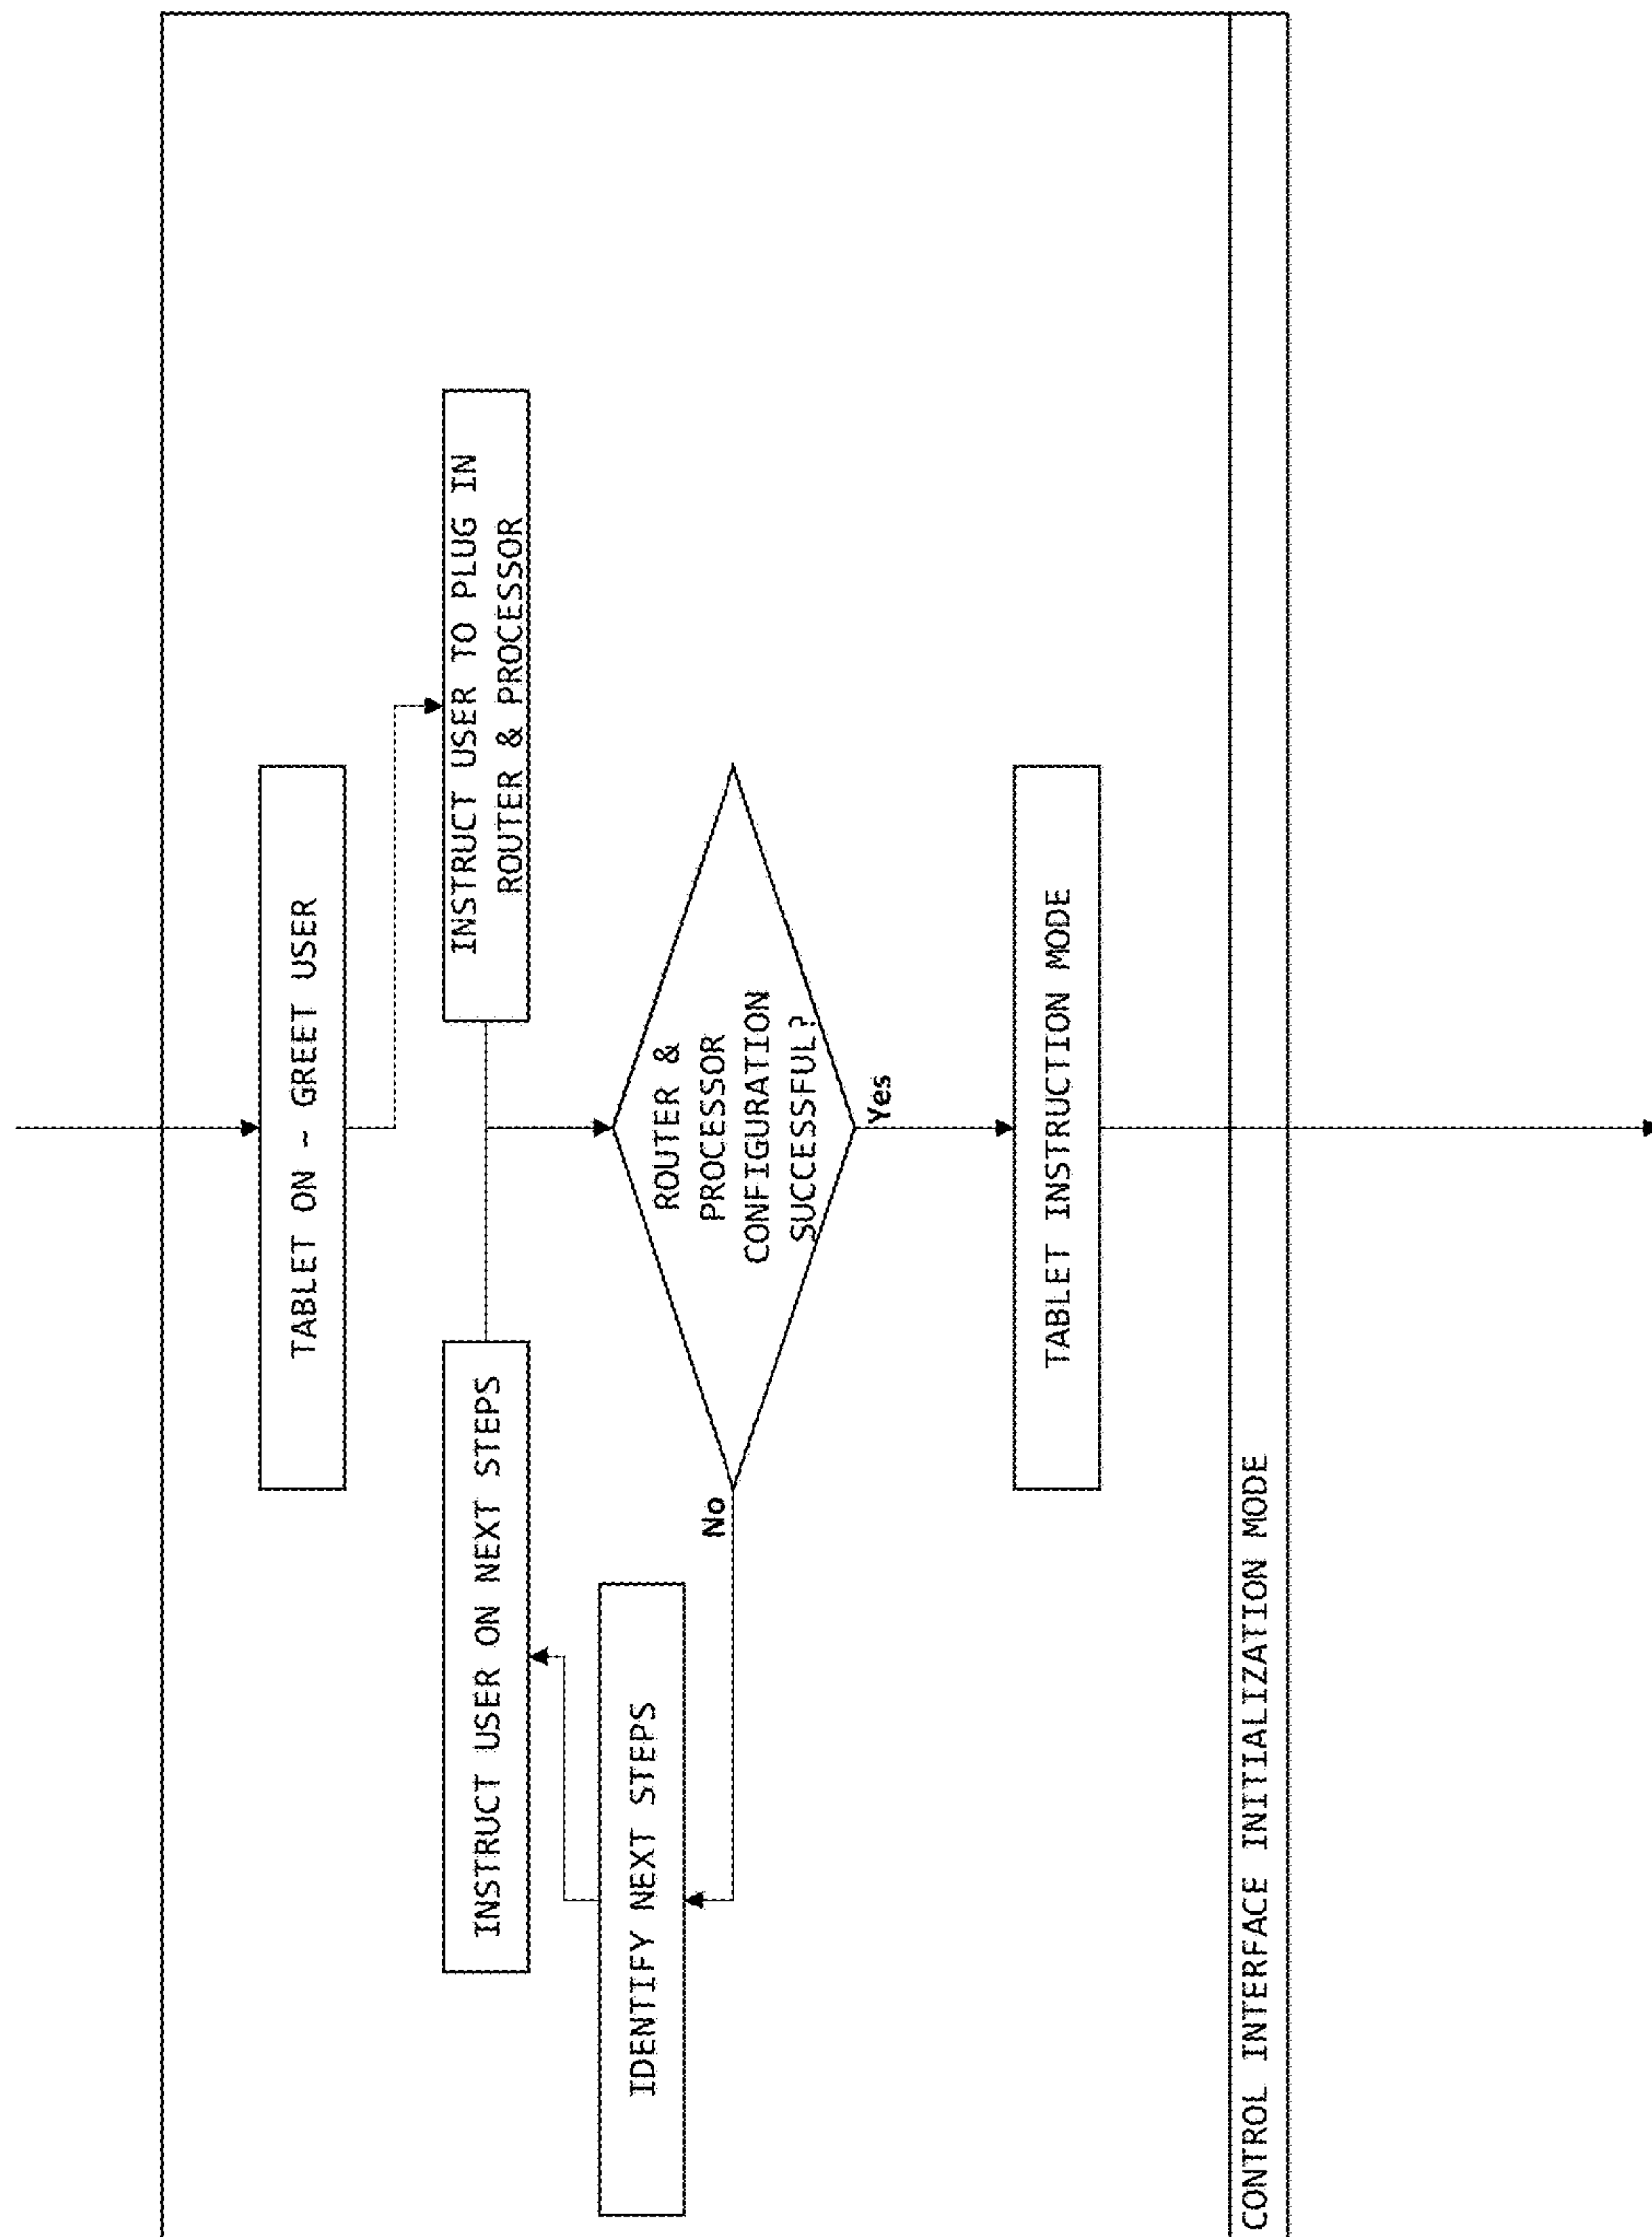 TABLET ON - GREET USER
INSTRUCT USER TO PLUG IN
ROUTER & PROCESSOR
INSTRUCT USER ON NEXT STEPS
IDENTIFY NEXT STEPS
ROUTER &
PROCESSOR
CONFIGURATION
SUCCESSFUL?
No
Yes
TABLET INSTRUCTION MODE
CONTROL INTERFACE INITIALIZATION MODE